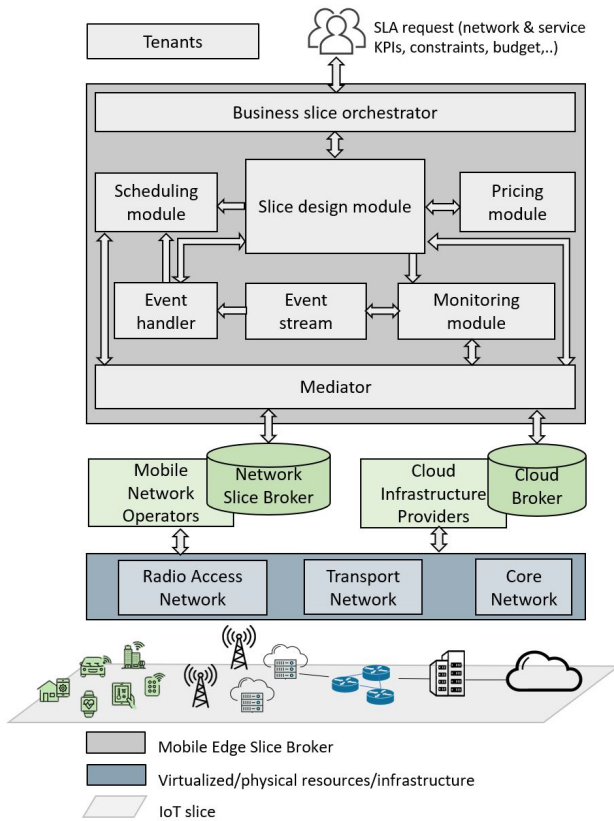 Tenants
SLA request (network & service
KPIs, constraints, budget,..)
Business slice orchestrator
Scheduling
module
Slice design module
Pricing
module
Event
handler
Event
stream
Monitoring
module
Mediator
Mobile
Network
Operators
Network
Slice Broker
Cloud
Infrastructure
Providers
Cloud
Broker
Radio Access
Network
Transport
Network
Core
Network
Mobile Edge Slice Broker
Virtualized/physical resources/infrastructure
IoT slice